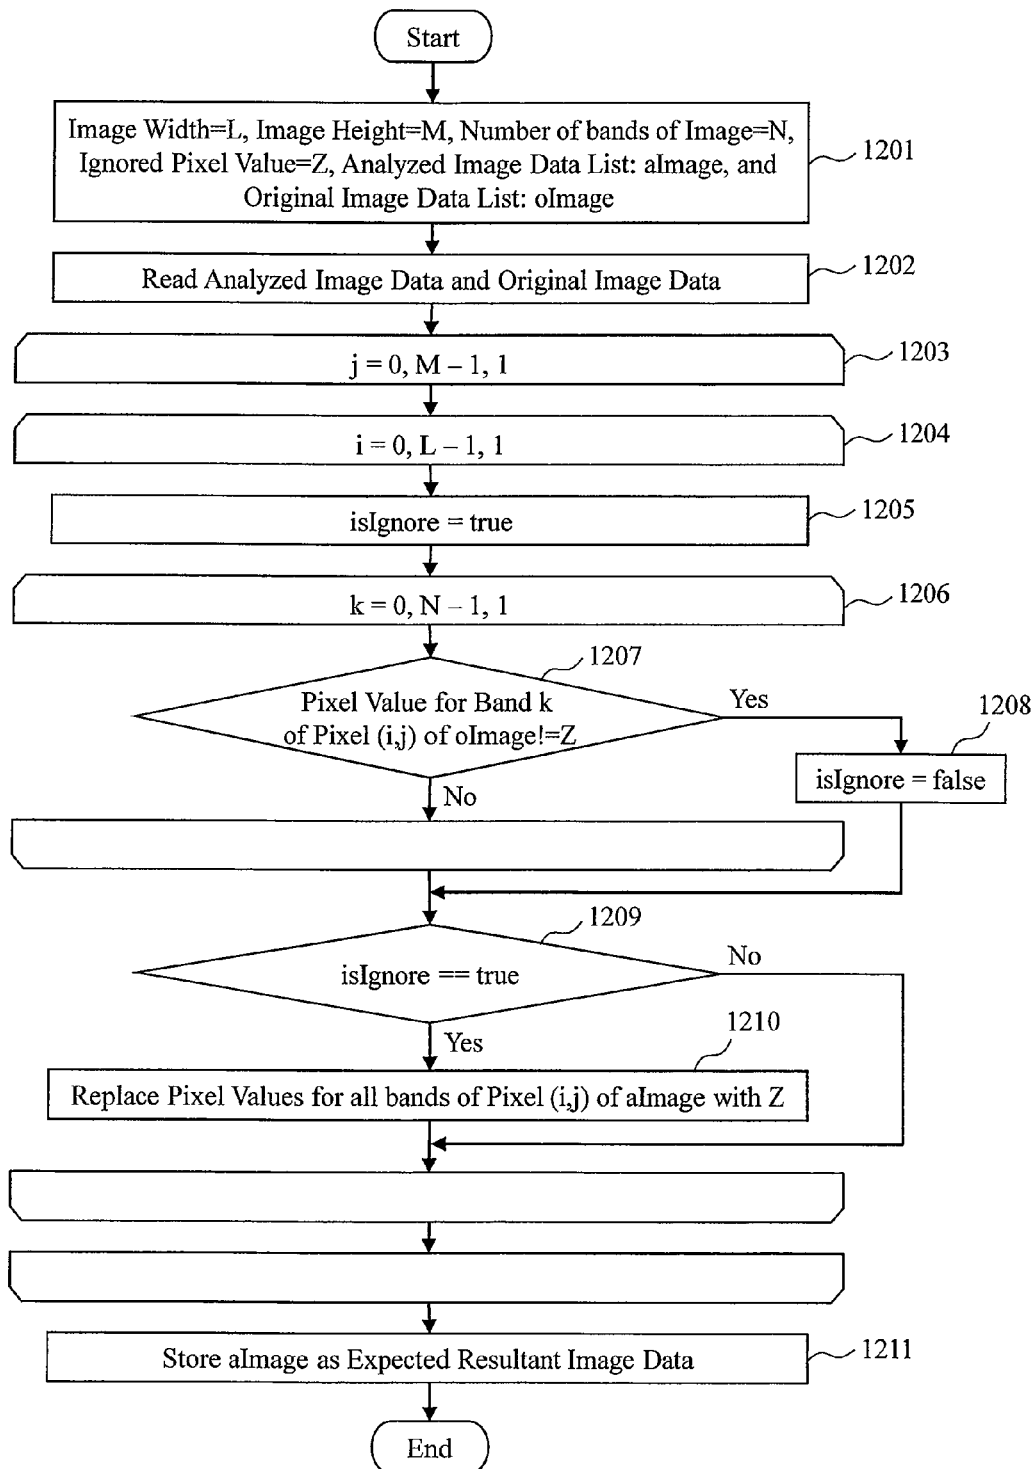 Start
Image Width=L, Image Height=M, Number of bands of Image=N,
Ignored Pixel Value=Z, Analyzed Image Data List: aImage, and
Original Image Data List: oImage
1201
Read Analyzed Image Data and Original Image Data
1202
j = 0, M – 1, 1
1203
i = 0, L – 1, 1
1204
isIgnore = true
1205
k = 0, N – 1, 1
1206
1207
Pixel Value for Band k
of Pixel (i,j) of oImage!=Z
Yes
1208
isIgnore = false
No
1209
isIgnore == true
No
Yes
1210
Replace Pixel Values for all bands of Pixel (i,j) of aImage with Z
Store aImage as Expected Resultant Image Data
1211
End